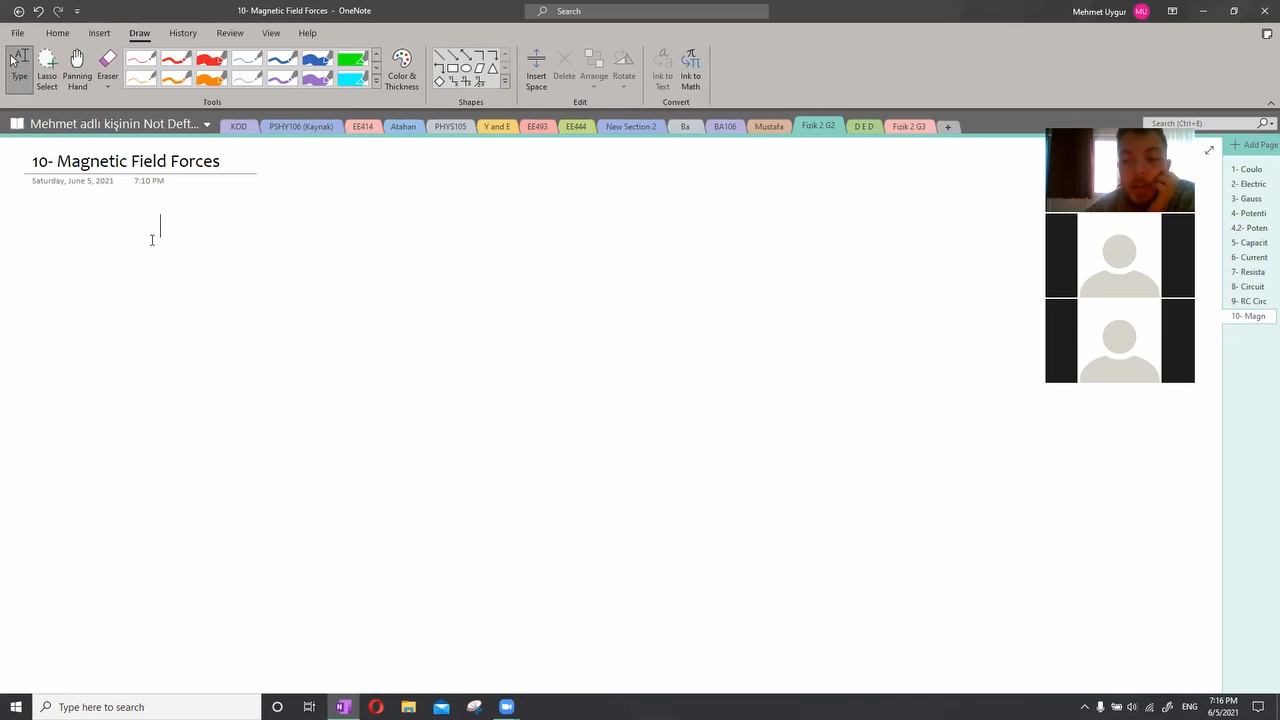 10- Magnetic Field Forces - OneNote
Search
Mehmet Uygur MU
File Home Insert Draw History Review View Help
Type
Lasso Select
Panning Hand
Eraser
Color & Thickness
Insert Space
Delete
Arrange
Rotate
Ink to Text
Ink to Math
Tools Shapes Edit Convert
Mehmet adlı kişinin Not Deft... KOD PSHY106 (Kaynak) EE414 Atahan PHYS105 Y and E EE493 EE444 New Section 2 Ba BA106 Mustafa Fizik 2 G2 D E D Fizik 2 G3 + Search (Ctrl+E)
10- Magnetic Field Forces
Saturday, June 5, 2021 7:10 PM
Add Page
1- Coulo
2- Electric
3- Gauss
4- Potenti
4.2- Poten
5- Capacit
6- Current
7- Resista
8- Circuit
9- RC Circ
10- Magn
Type here to search
ENG
7:16 PM
6/5/2021